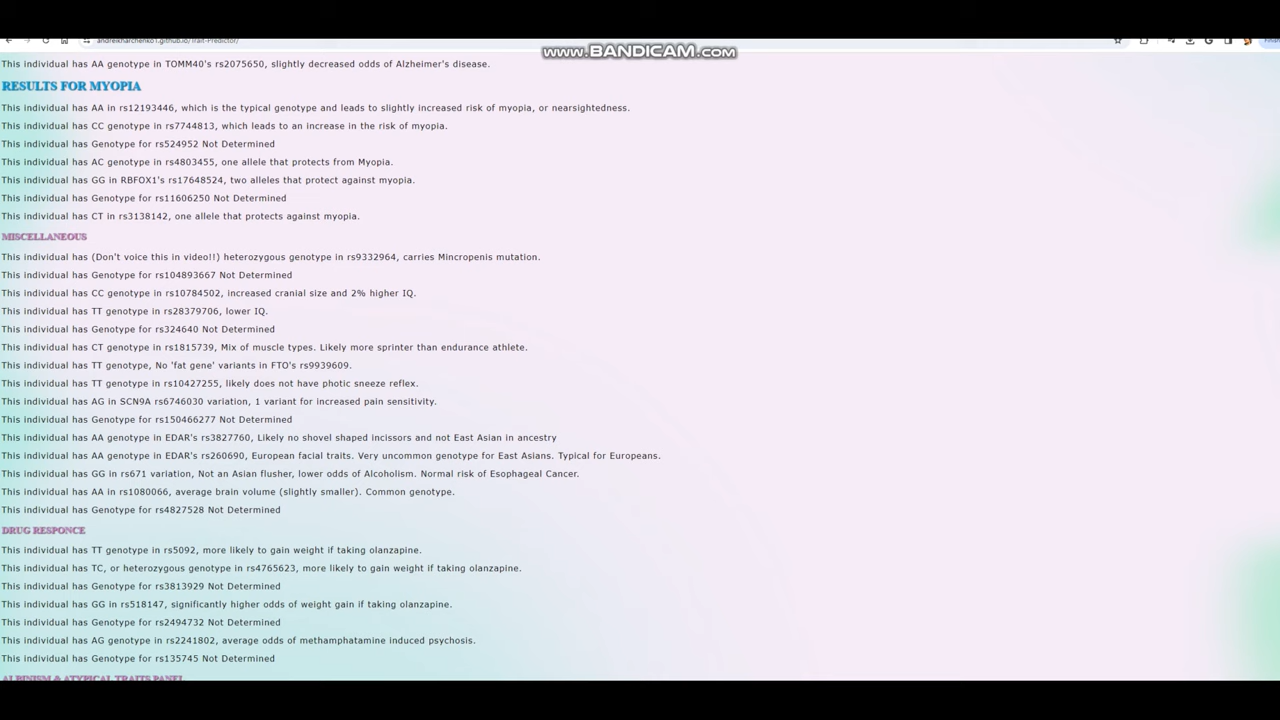 andreikharchenko1.github.io/Trait-Predictor/
www.BANDICAM.com
This individual has AA genotype in TOMM40's rs2075650, slightly decreased odds of Alzheimer's disease.
RESULTS FOR MYOPIA
This individual has AA in rs12193446, which is the typical genotype and leads to slightly increased risk of myopia, or nearsightedness.
This individual has CC genotype in rs7744813, which leads to an increase in the risk of myopia.
This individual has Genotype for rs524952 Not Determined
This individual has AC genotype in rs4803455, one allele that protects from Myopia.
This individual has GG in RBFOX1's rs17648524, two alleles that protect against myopia.
This individual has Genotype for rs11606250 Not Determined
This individual has CT in rs3138142, one allele that protects against myopia.
MISCELLANEOUS
This individual has (Don't voice this in video!!) heterozygous genotype in rs9332964, carries Mincropenis mutation.
This individual has Genotype for rs104893667 Not Determined
This individual has CC genotype in rs10784502, increased cranial size and 2% higher IQ.
This individual has TT genotype in rs28379706, lower IQ.
This individual has Genotype for rs324640 Not Determined
This individual has CT genotype in rs1815739, Mix of muscle types. Likely more sprinter than endurance athlete.
This individual has TT genotype, No 'fat gene' variants in FTO's rs9939609.
This individual has TT genotype in rs10427255, likely does not have photic sneeze reflex.
This individual has AG in SCN9A rs6746030 variation, 1 variant for increased pain sensitivity.
This individual has Genotype for rs150466277 Not Determined
This individual has AA genotype in EDAR's rs3827760, Likely no shovel shaped incissors and not East Asian in ancestry
This individual has AA genotype in EDAR's rs260690, European facial traits. Very uncommon genotype for East Asians. Typical for Europeans.
This individual has GG in rs671 variation, Not an Asian flusher, lower odds of Alcoholism. Normal risk of Esophageal Cancer.
This individual has AA in rs1080066, average brain volume (slightly smaller). Common genotype.
This individual has Genotype for rs4827528 Not Determined
DRUG RESPONCE
This individual has TT genotype in rs5092, more likely to gain weight if taking olanzapine.
This individual has TC, or heterozygous genotype in rs4765623, more likely to gain weight if taking olanzapine.
This individual has Genotype for rs3813929 Not Determined
This individual has GG in rs518147, significantly higher odds of weight gain if taking olanzapine.
This individual has Genotype for rs2494732 Not Determined
This individual has AG genotype in rs2241802, average odds of methamphatamine induced psychosis.
This individual has Genotype for rs135745 Not Determined
ALBINISM & ATYPICAL TRAITS PANEL